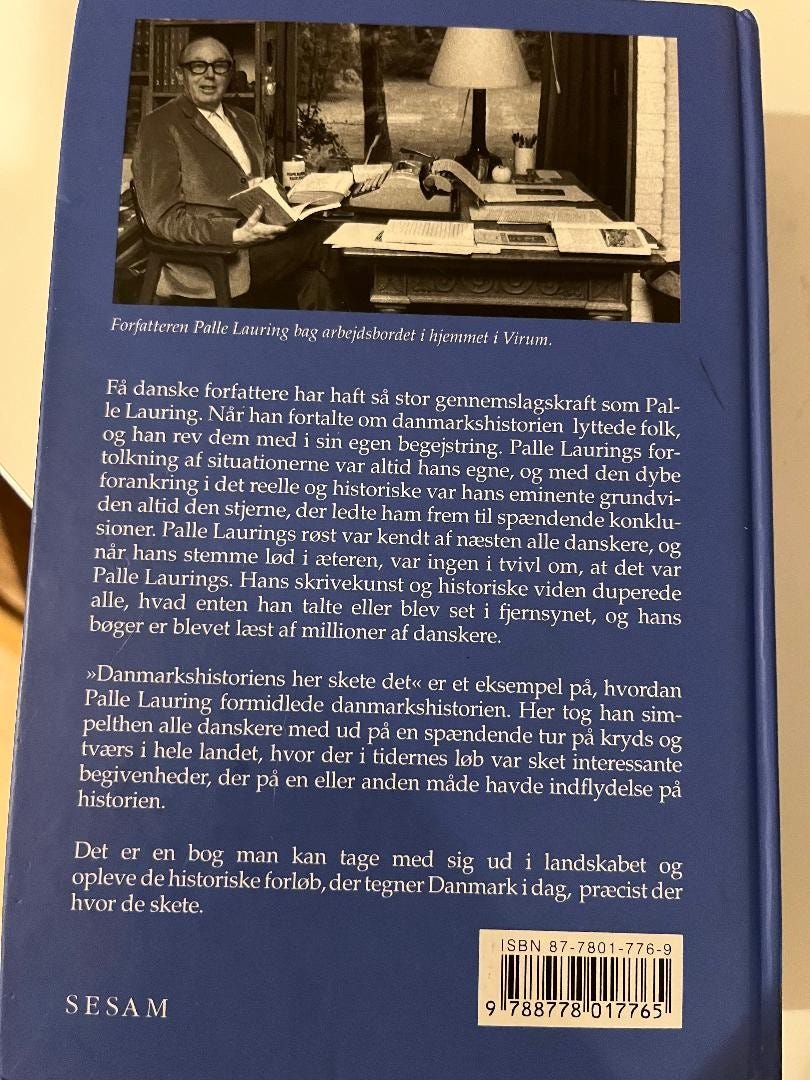 Forfatteren Palle Lauring bag arbejdsbordet i hjemmet i Virum.
Få danske forfattere har haft så stor gennemslagskraft som Pal-
le Lauring. Når han fortalte om danmarkshistorien lyttede folk,
og han rev dem med i sin egen begejstring. Palle Laurings for-
tolkning af situationerne var altid hans egne, og med den dybe
forankring i det reelle og historiske var hans eminente grundvi-
den altid den stjerne, der ledte ham frem til spændende konklu-
sioner. Palle Laurings røst var kendt af næsten alle danskere, og
når hans stemme lød i æteren, var ingen i tvivl om, at det var
Palle Laurings. Hans skrivekunst og historiske viden duperede
alle, hvad enten han talte eller blev set i fjernsynet, og hans
bøger er blevet læst af millioner af danskere.
»Danmarkshistoriens her skete det« er et eksempel på, hvordan
Palle Lauring formidlede danmarkshistorien. Her tog han sim-
pelthen alle danskere med ud på en spændende tur på kryds og
tværs i hele landet, hvor der i tidernes løb var sket interessante
begivenheder, der på en eller anden måde havde indflydelse på
historien.
Det er en bog man kan tage med sig ud i landskabet og
opleve de historiske forløb, der tegner Danmark i dag, præcist der
hvor de skete.
ISBN 87-7801-776-9
9 788778 017765
SESAM